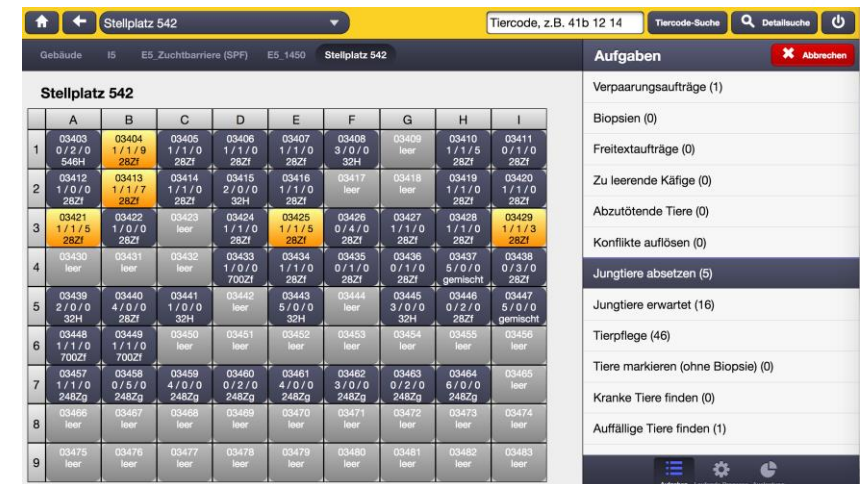 Stellplatz 542
Tiercode, z.B. 41b 12 14
Tiercode-Suche
Detailsuche
Gebäude I5 E5_Zuchtbarriere (SPF) E5_1450 Stellplatz 542
Stellplatz 542
A B C D E F G H I
1
03403 03404 03405 03406 03407 03408 03409 03410 03411
0/2/0 1/1/9 1/1/0 1/1/0 1/1/0 3/0/0 leer 1/1/5 0/1/0
546H 28Zf 28Zf 28Zf 28Zf 32H 28Zf 28Zf
2
03412 03413 03414 03415 03416 03417 03418 03419 03420
1/0/0 1/1/7 1/1/0 2/0/0 1/1/0 leer leer 1/1/0 1/1/0
28Zf 28Zf 28Zf 32H 28Zf 28Zf 28Zf
3
03421 03422 03423 03424 03425 03426 03427 03428 03429
1/1/5 1/0/0 leer 1/1/0 1/1/5 0/4/0 1/1/0 1/1/0 1/1/3
28Zf 28Zf 28Zf 28Zf 28Zf 28Zf 28Zf 28Zf
4
03430 03431 03432 03433 03434 03435 03436 03437 03438
leer leer leer 1/0/0 1/1/0 0/1/0 0/1/0 5/0/0 0/3/0
700Zf 28Zf 28Zf 28Zf gemischt 28Zf
5
03439 03440 03441 03442 03443 03444 03445 03446 03447
2/0/0 4/0/0 1/0/0 leer 5/0/0 leer 3/0/0 0/2/0 5/0/0
32H 28Zf 32H 32H 32H 28Zf gemischt
6
03448 03449 03450 03451 03452 03453 03454 03455 03456
1/1/0 1/1/0 leer leer leer leer leer leer leer
700Zf 700Zf
7
03457 03458 03459 03460 03461 03462 03463 03464 03465
1/1/0 0/5/0 4/0/0 0/2/0 4/0/0 3/0/0 0/2/0 6/0/0 leer
248Zg 248Zg 248Zg 248Zg 248Zg 248Zg 248Zg 248Zg
8
03466 03467 03468 03469 03470 03471 03472 03473 03474
leer leer leer leer leer leer leer leer leer
9
03475 03476 03477 03478 03479 03480 03481 03482 03483
leer leer leer leer leer leer leer leer leer
Aufgaben
Abbrechen
Verpaarungsaufträge (1)
Biopsien (0)
Freitextaufträge (0)
Zu leerende Käfige (0)
Abzutötende Tiere (0)
Konflikte auflösen (0)
Jungtiere absetzen (5)
Jungtiere erwartet (16)
Tierpflege (46)
Tiere markieren (ohne Biopsie) (0)
Kranke Tiere finden (0)
Auffällige Tiere finden (1)